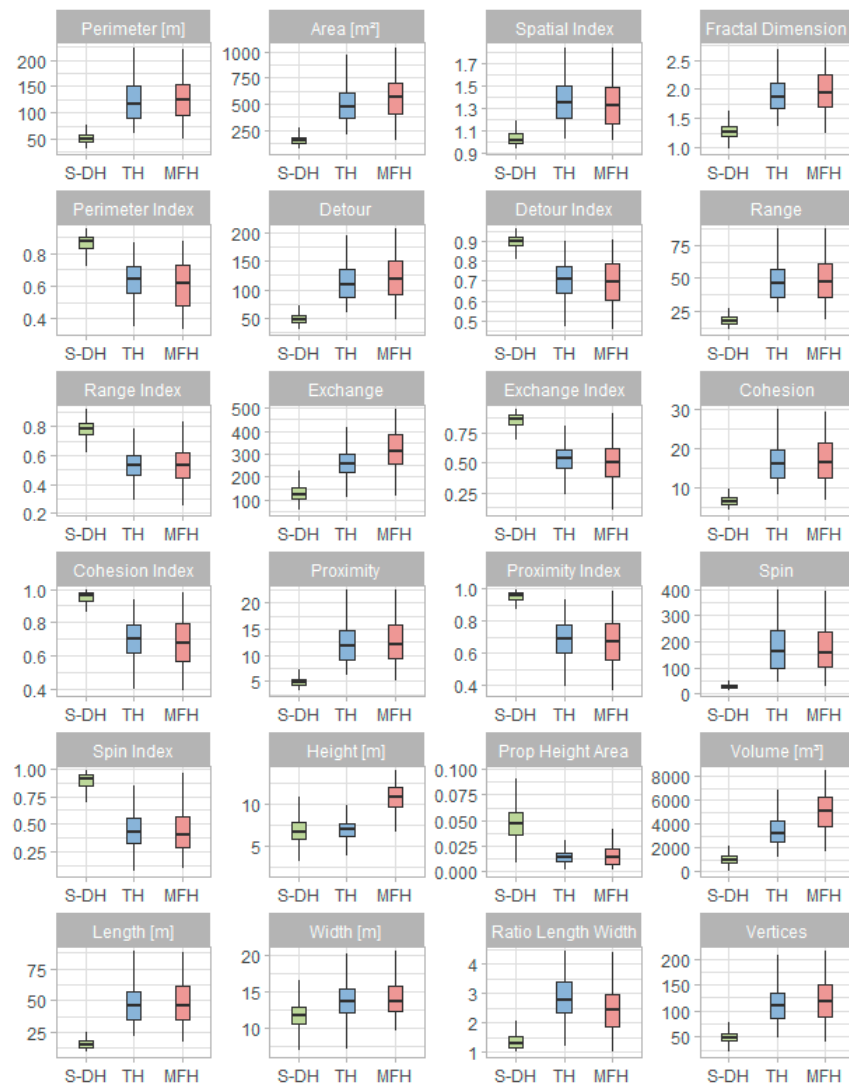 Perimeter [m] Area [m²] Spatial Index Fractal Dimension
200 1000 1.7 2.5
150 750 1.5 2.0
100 500 1.3 1.5
50 250 1.1 1.0
0.9
S-DH TH MFH S-DH TH MFH S-DH TH MFH S-DH TH MFH
Perimeter Index Detour Detour Index Range
0.8 200 0.9 75
0.6 150 0.8 50
0.4 100 0.7 25
50 0.6
0.5
S-DH TH MFH S-DH TH MFH S-DH TH MFH S-DH TH MFH
Range Index Exchange Exchange Index Cohesion
0.8 500 0.75 30
0.6 400 0.50 20
0.4 300 0.25 10
0.2 200
100
S-DH TH MFH S-DH TH MFH S-DH TH MFH S-DH TH MFH
Cohesion Index Proximity Proximity Index Spin
1.0 20 1.0 400
0.8 15 0.8 300
0.6 10 0.6 200
0.4 5 0.4 100
0
S-DH TH MFH S-DH TH MFH S-DH TH MFH S-DH TH MFH
Spin Index Height [m] Prop Height Area Volume [m³]
1.00 10 0.100 8000
0.75 5 0.075 6000
0.50 0.050 4000
0.25 0.025 2000
0.000 0
S-DH TH MFH S-DH TH MFH S-DH TH MFH S-DH TH MFH
Length [m] Width [m] Ratio Length Width Vertices
75 20 4 200
50 15 3 150
25 10 2 100
1 50
S-DH TH MFH S-DH TH MFH S-DH TH MFH S-DH TH MFH